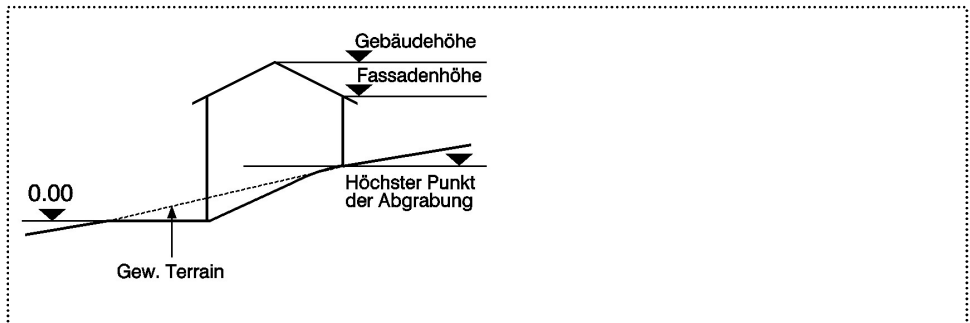 Gebäudehöhe
Fassadenhöhe
Höchster Punkt
der Abgrabung
0.00
Gew. Terrain